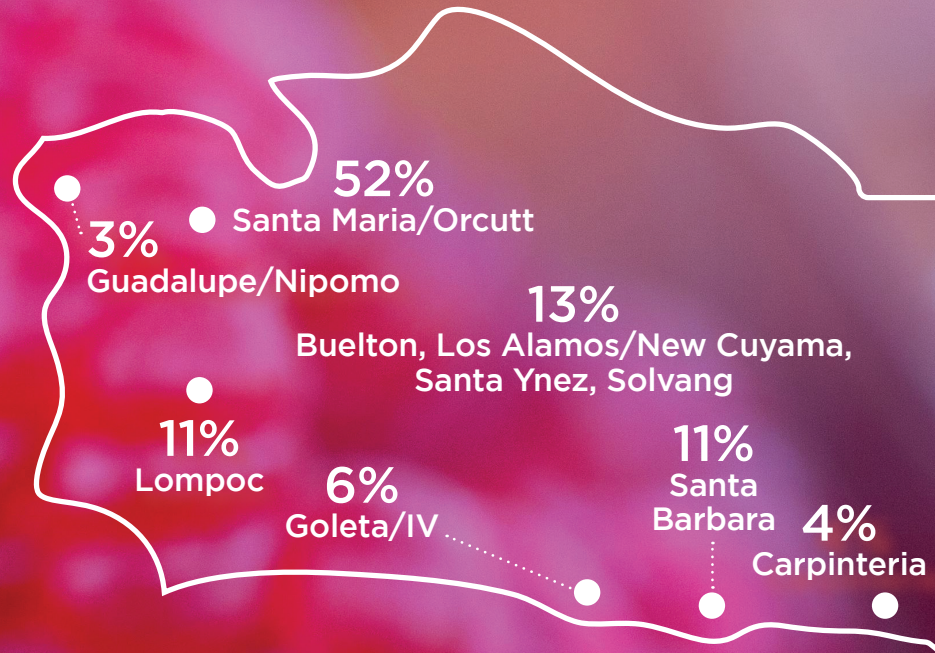 52%
Santa Maria/Orcutt
3%
Guadalupe/Nipomo
13%
Buelton, Los Alamos/New Cuyama,
Santa Ynez, Solvang
11%
Lompoc
6%
Goleta/IV
11%
Santa
Barbara
4%
Carpinteria